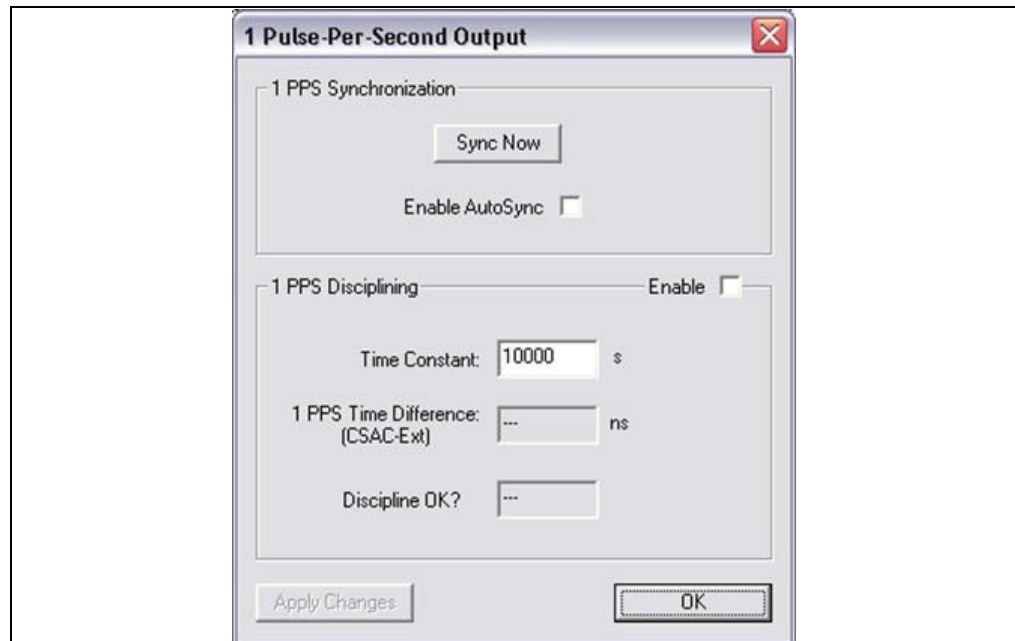 1 Pulse-Per-Second Output
1 PPS Synchronization
Sync Now
Enable AutoSync
1 PPS Disciplining
Enable
Time Constant: 10000 s
1 PPS Time Difference: --- ns
(CSAC-Ext)
Discipline OK? ---
Apply Changes
OK